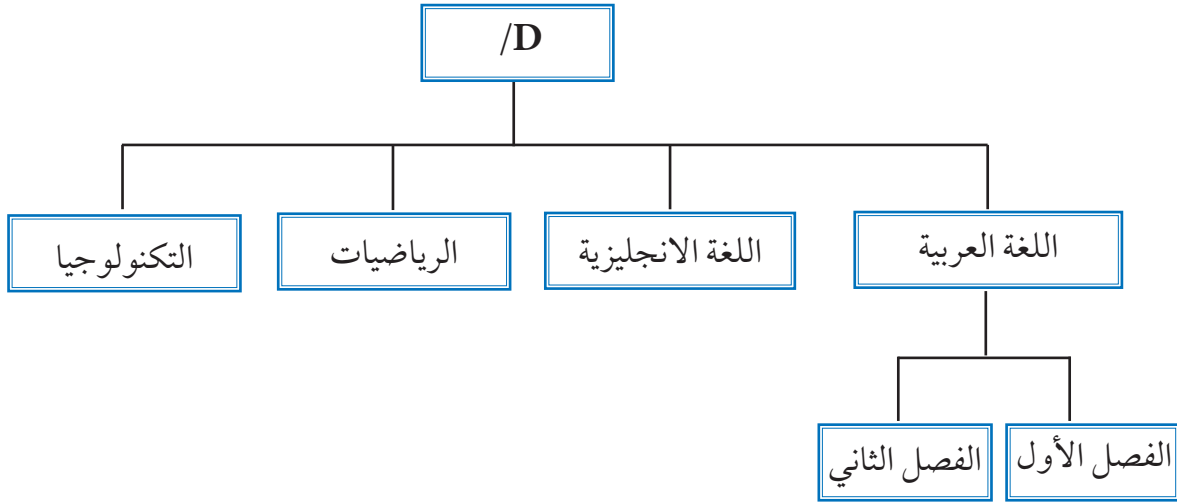 /D
اللغة العربية
اللغة الانجليزية
الرياضيات
التكنولوجيا
الفصل الأول
الفصل الثاني